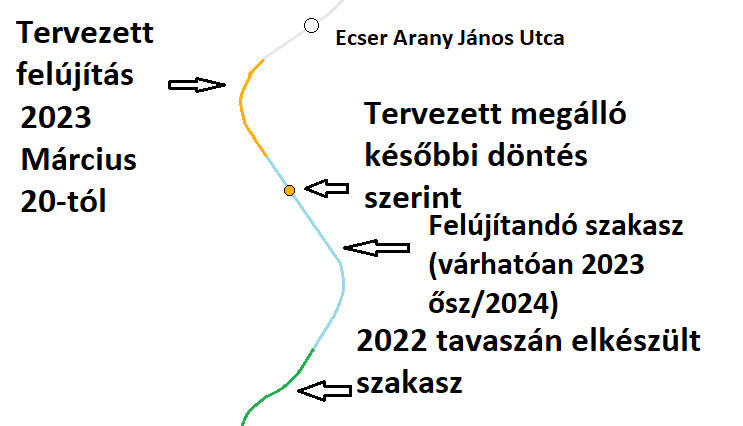 Tervezett
felújítás
2023
Március
20-tól
Ecser Arany János Utca
Tervezett megálló
későbbi döntés
szerint
Felújítandó szakasz
(várhatóan 2023
ősz/2024)
2022 tavaszán elkészült
szakasz